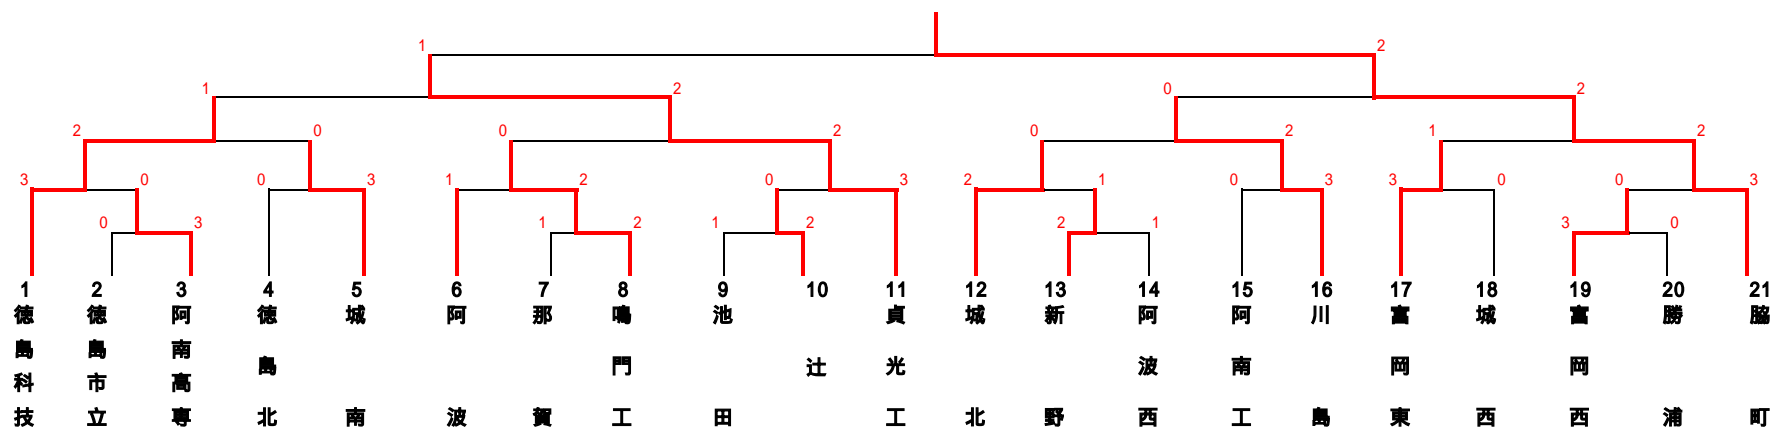 1 2
1 2 0 2
2 0 0 2 0 2 1 2
3 0 0 3 1 2 0 3 2 1 0 3 3 0 0 3
0 3 1 2 1 2 2 1 3 0
1 2 3 4 5 6 7 8 9 10 11 12 13 14 15 16 17 18 19 20 21
徳島科技
徳島市立
阿南高専
徳島北
城南
阿波
那賀
鳴門工
池田
辻
貞光工
城北
新野
阿波西
阿南工
川島
富岡東
城西
富岡西
勝浦
脇町